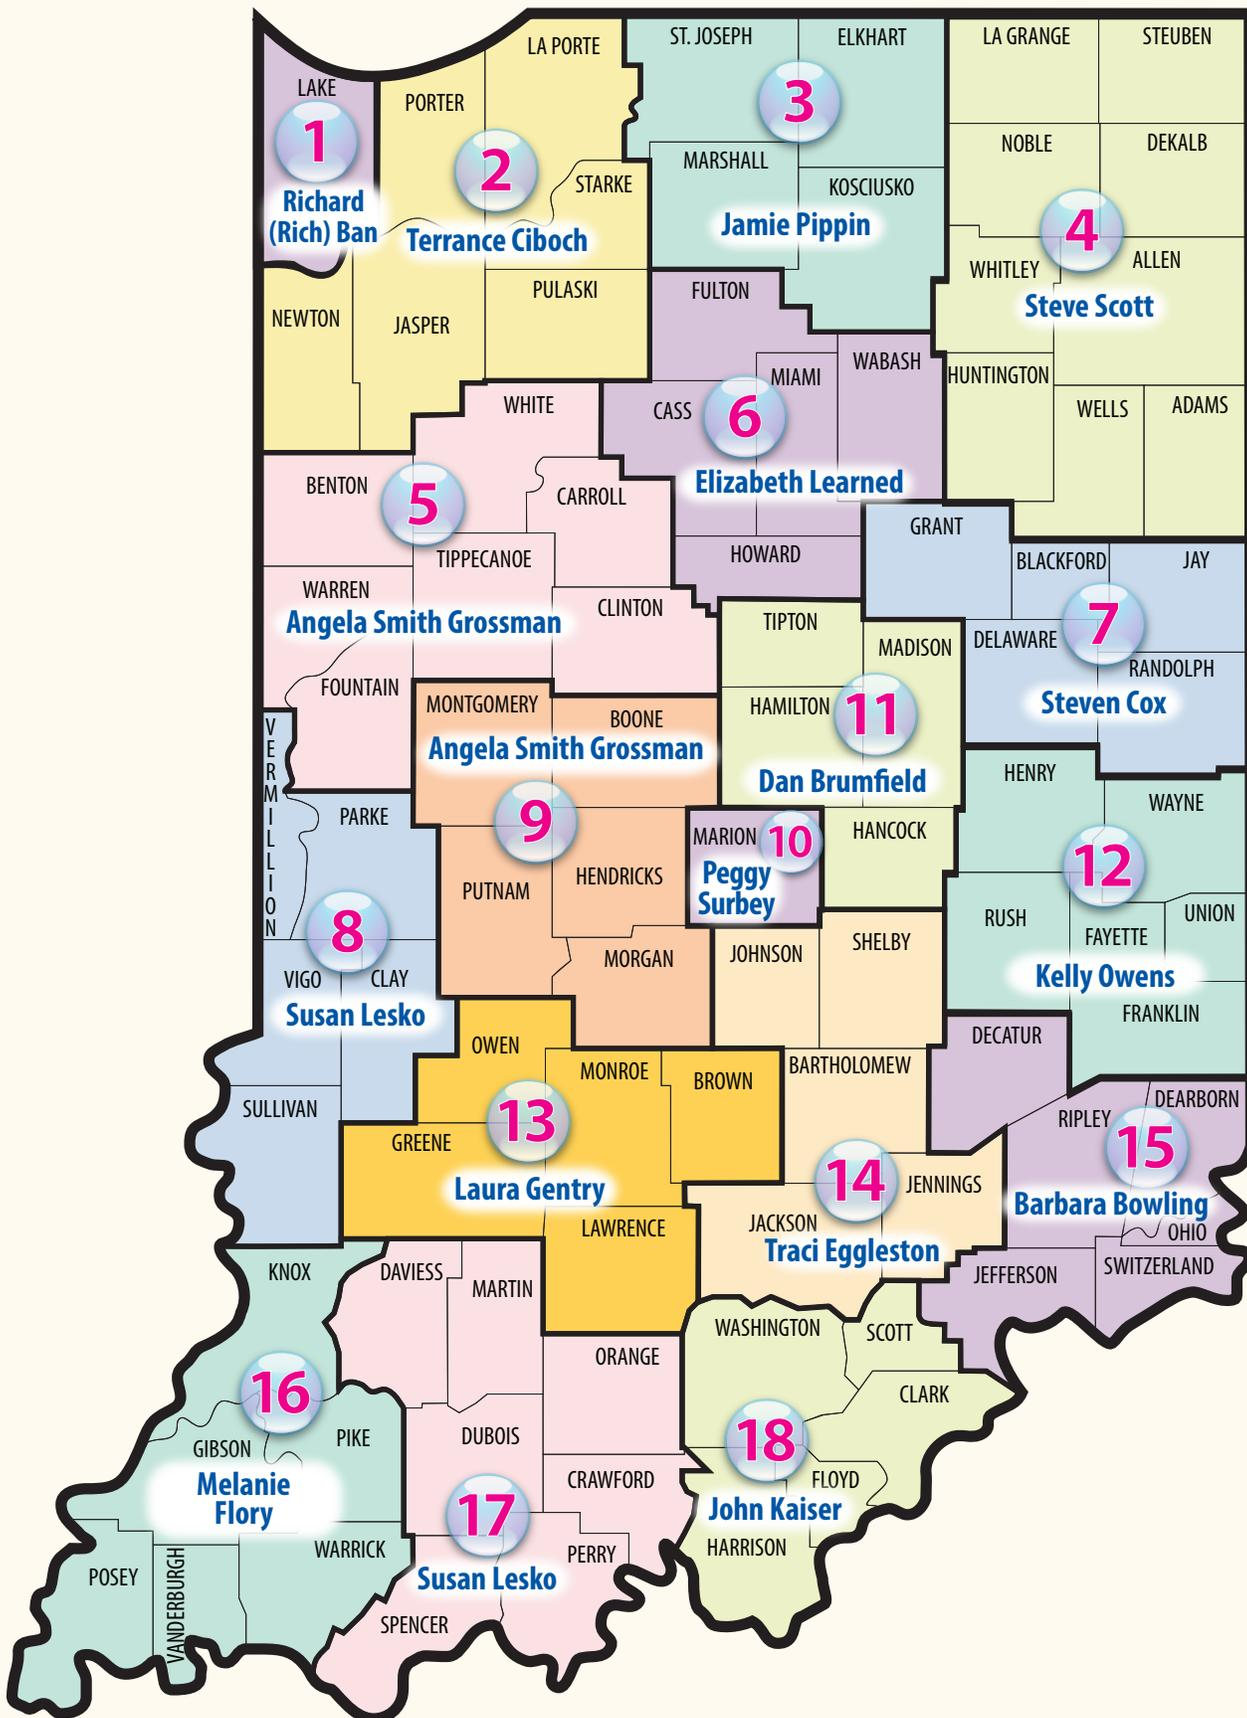 LA PORTE
ST. JOSEPH
ELKHART
LA GRANGE
STEUBEN
LAKE
PORTER
3
1
NOBLE
DEKALB
2
MARSHALL
STARKE
KOSCIUSKO
Richard
(Rich) Ban
Terrance Ciboch
Jamie Pippin
4
WHITLEY
ALLEN
PULASKI
FULTON
Steve Scott
NEWTON
JASPER
WABASH
MIAMI
HUNTINGTON
WHITE
CASS
6
WELLS
ADAMS
BENTON
Elizabeth Learned
5
CARROLL
GRANT
TIPPECANOE
HOWARD
BLACKFORD
JAY
WARREN
CLINTON
Angela Smith Grossman
TIPTON
7
DELAWARE
MADISON
RANDOLPH
FOUNTAIN
MONTGOMERY
BOONE
HAMILTON
11
Steven Cox
VERMILLION
Angela Smith Grossman
Dan Brumfield
HENRY
WAYNE
PARKE
9
MARION
10
HANCOCK
12
Peggy
Surbey
PUTNAM
HENDRICKS
RUSH
UNION
8
FAYETTE
SHELBY
JOHNSON
MORGAN
VIGO
CLAY
Kelly Owens
Susan Lesko
FRANKLIN
OWEN
DECATUR
MONROE
BROWN
BARTHOLOMEW
SULLIVAN
DEARBORN
13
RIPLEY
GREENE
15
Laura Gentry
14
JENNINGS
Barbara Bowling
LAWRENCE
JACKSON
OHIO
Traci Eggleston
KNOX
DAVIESS
JEFFERSON
SWITZERLAND
MARTIN
WASHINGTON
SCOTT
ORANGE
16
CLARK
PIKE
DUBOIS
18
GIBSON
CRAWFORD
FLOYD
Melanie
Flory
John Kaiser
17
WARRICK
HARRISON
PERRY
POSEY
VANDERBURGH
Susan Lesko
SPENCER